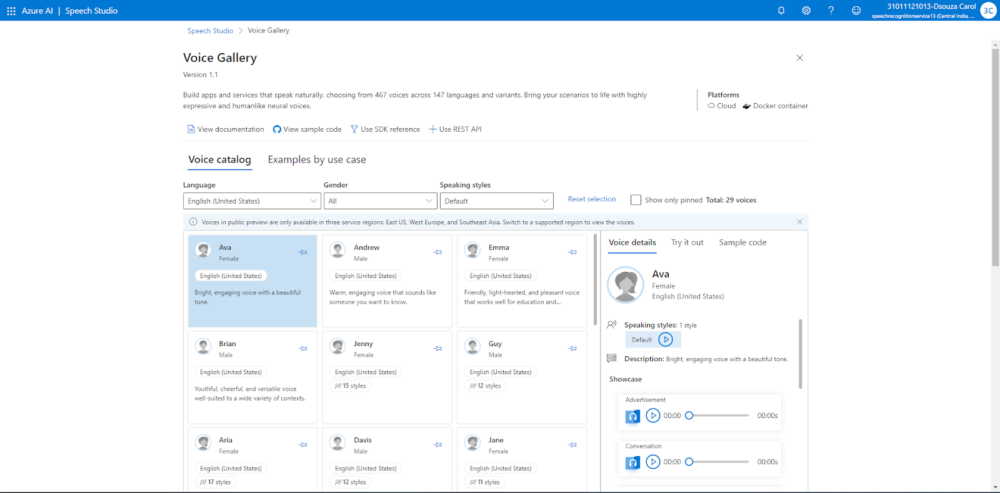 Azure AI | Speech Studio
31011121013-Dsouza Carol
speechrecognitionservice13 (Central India, ...
3C
Speech Studio > Voice Gallery
Voice Gallery
Version 1.1
Build apps and services that speak naturally, choosing from 467 voices across 147 languages and variants. Bring your scenarios to life with highly
expressive and humanlike neural voices.
Platforms
Cloud Docker container
View documentation View sample code Use SDK reference Use REST API
Voice catalog Examples by use case
Language Gender Speaking styles
English (United States) All Default Reset selection Show only pinned Total: 29 voices
Voices in public preview are only available in three service regions: East US, West Europe, and Southeast Asia. Switch to a supported region to view the voices.
Ava
Female
English (United States)
Bright, engaging voice with a beautiful
tone.
Andrew
Male
English (United States)
Warm, engaging voice that sounds like
someone you want to know.
Emma
Female
English (United States)
Friendly, light-hearted, and pleasant voice
that works well for education and...
Brian
Male
English (United States)
Youthful, cheerful, and versatile voice
well-suited to a wide variety of contexts.
Jenny
Female
English (United States)
15 styles
Guy
Male
English (United States)
12 styles
Aria
Female
English (United States)
17 styles
Davis
Male
English (United States)
12 styles
Jane
Female
English (United States)
11 styles
Voice details Try it out Sample code
Ava
Female
English (United States)
Speaking styles: 1 style
Default
Description: Bright, engaging voice with a beautiful tone.
Showcase
Advertisement
00:00 00:00s
Conversation
00:00 00:00s